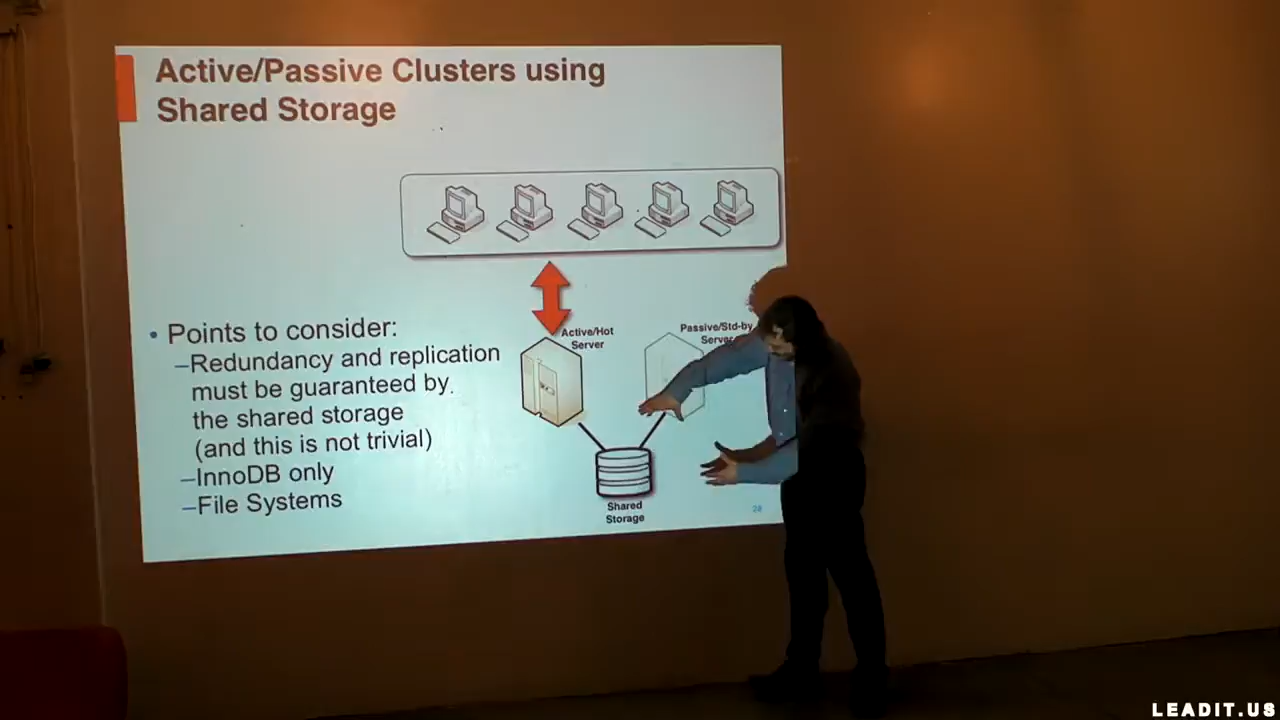 Active/Passive Clusters using
Shared Storage
Active/Hot
Server
Passive/Std-by
Server
• Points to consider:
–Redundancy and replication
must be guaranteed by
the shared storage
(and this is not trivial)
–InnoDB only
–File Systems
Shared
Storage
28
LEADIT.US